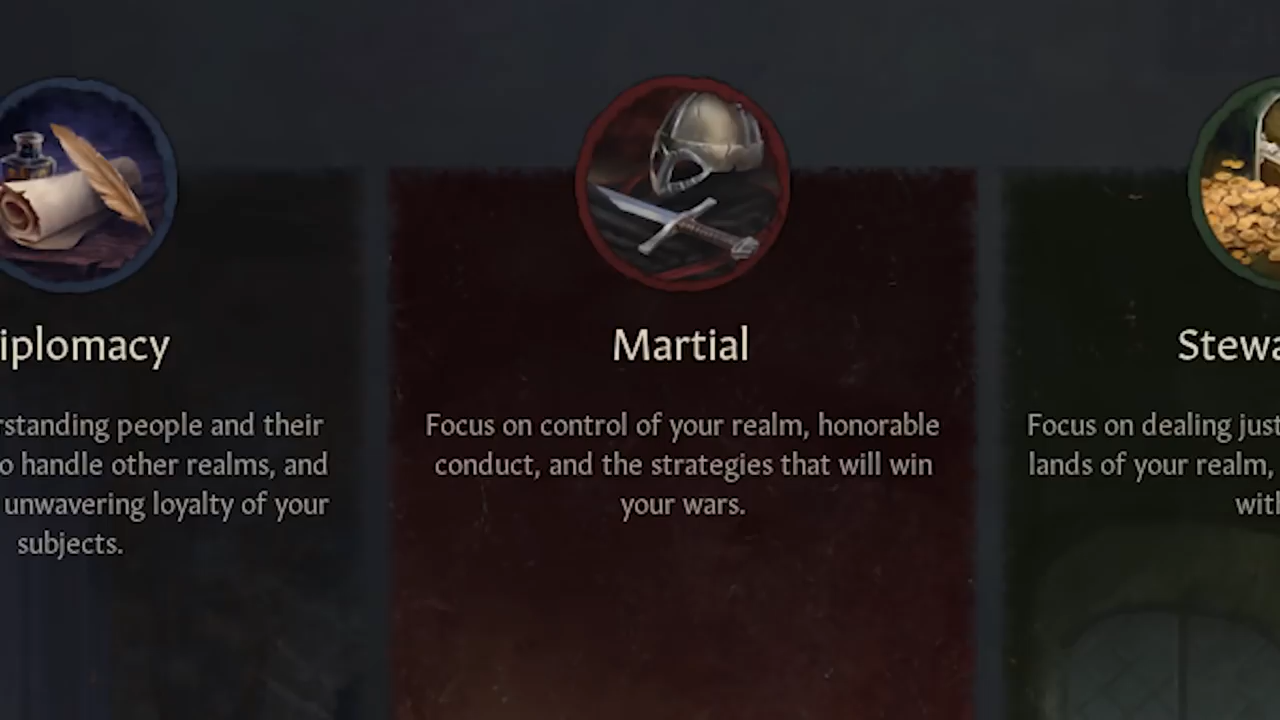 Diplomacy
Martial
Stewa
rstanding people and their
o handle other realms, and
unwavering loyalty of your
subjects.
Focus on control of your realm, honorable
conduct, and the strategies that will win
your wars.
Focus on dealing just
lands of your realm,
with